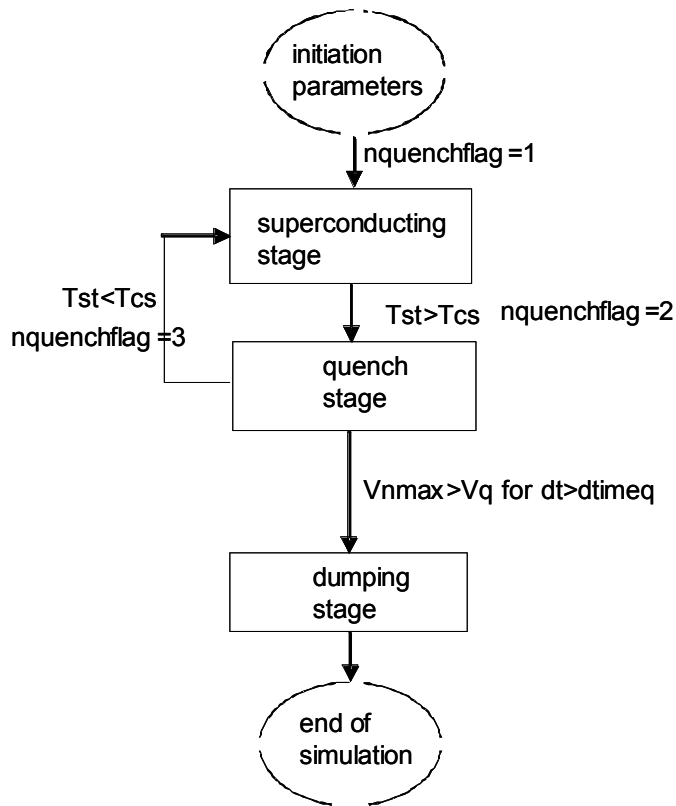 initiation
parameters
nquenchflag =1
superconducting
stage
Tst<Tcs
nquenchflag =3
Tst>Tcs nquenchflag =2
quench
stage
Vnmax>Vq for dt>dtimeq
dumping
stage
end of
simulation